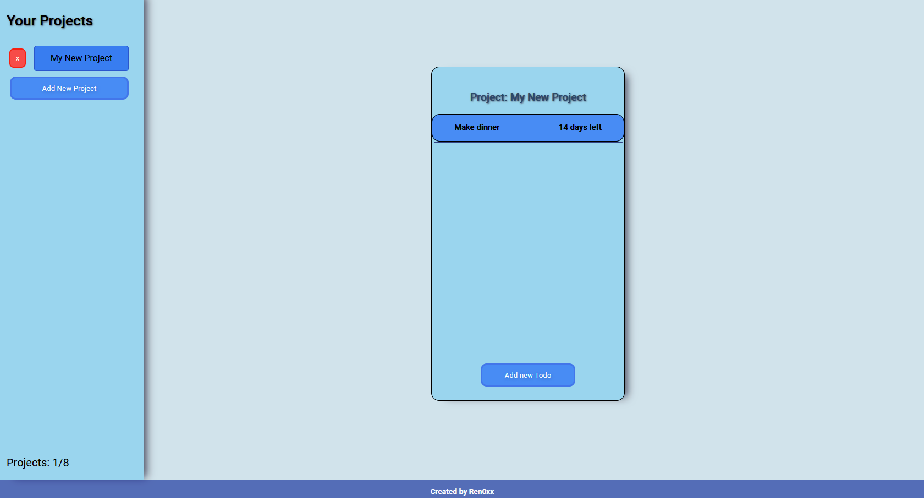 Your Projects
x
My New Project
Add New Project
Projects: 1/8
Project: My New Project
Make dinner 14 days left
Add new Todo
Created by Ren0xx